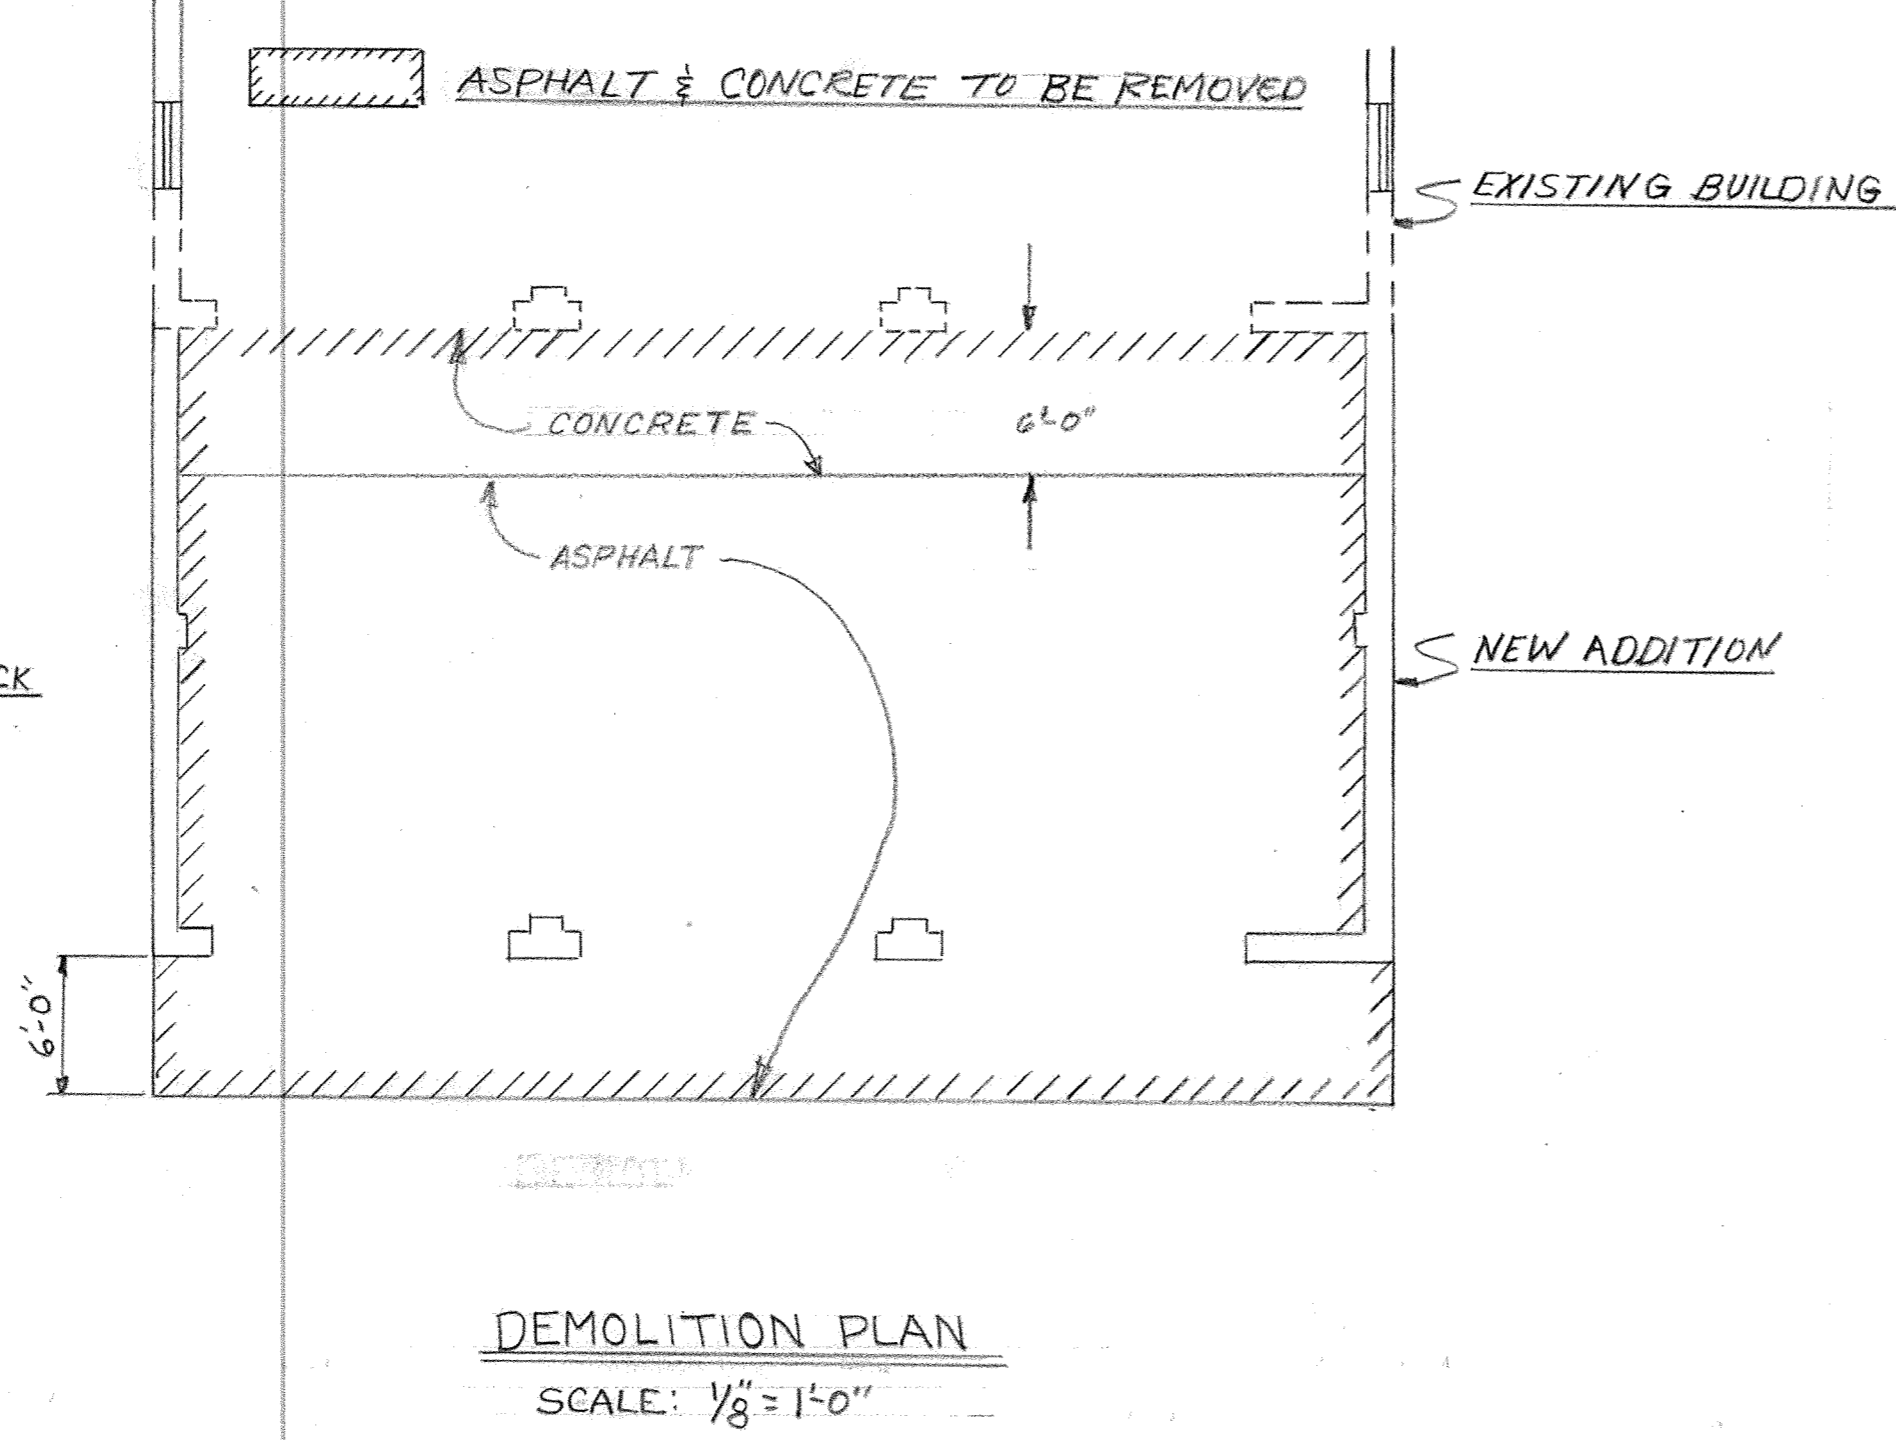 ASPHALT & CONCRETE TO BE REMOVED
EXISTING BUILDING
CONCRETE
6'-0"
ASPHALT
NEW ADDITION
CK
6'-0"
DEMOLITION PLAN
SCALE: 1/8" = 1'-0"